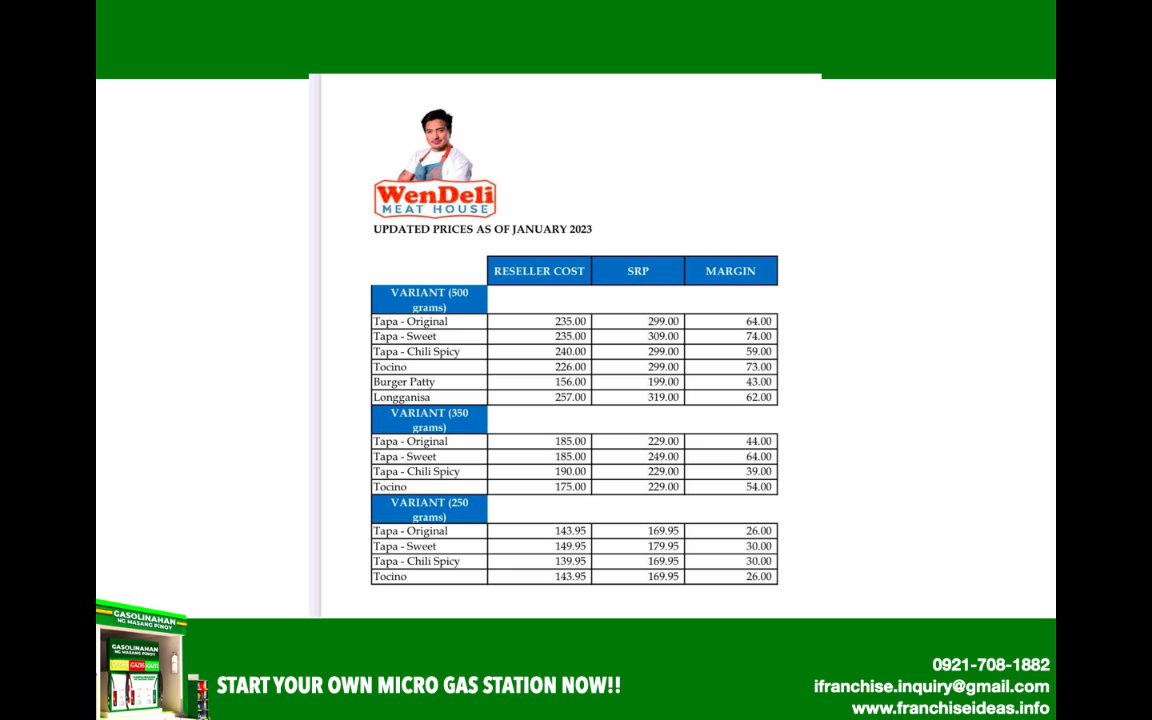 WenDeli
MEAT HOUSE
UPDATED PRICES AS OF JANUARY 2023
RESELLER COST SRP MARGIN
VARIANT (500
grams)
Tapa - Original 235.00 299.00 64.00
Tapa - Sweet 235.00 309.00 74.00
Tapa - Chili Spicy 240.00 299.00 59.00
Tocino 226.00 299.00 73.00
Burger Patty 156.00 199.00 43.00
Longganisa 257.00 319.00 62.00
VARIANT (350
grams)
Tapa - Original 185.00 229.00 44.00
Tapa - Sweet 185.00 249.00 64.00
Tapa - Chili Spicy 190.00 229.00 39.00
Tocino 175.00 229.00 54.00
VARIANT (250
grams)
Tapa - Original 143.95 169.95 26.00
Tapa - Sweet 149.95 179.95 30.00
Tapa - Chili Spicy 139.95 169.95 30.00
Tocino 143.95 169.95 26.00
GASOLINAHAN
NG MASANG PINOY
GASOLINAHAN
NG MASANG PINOY
START YOUR OWN MICRO GAS STATION NOW!!
0921-708-1882
ifranchise.inquiry@gmail.com
www.franchiseideas.info